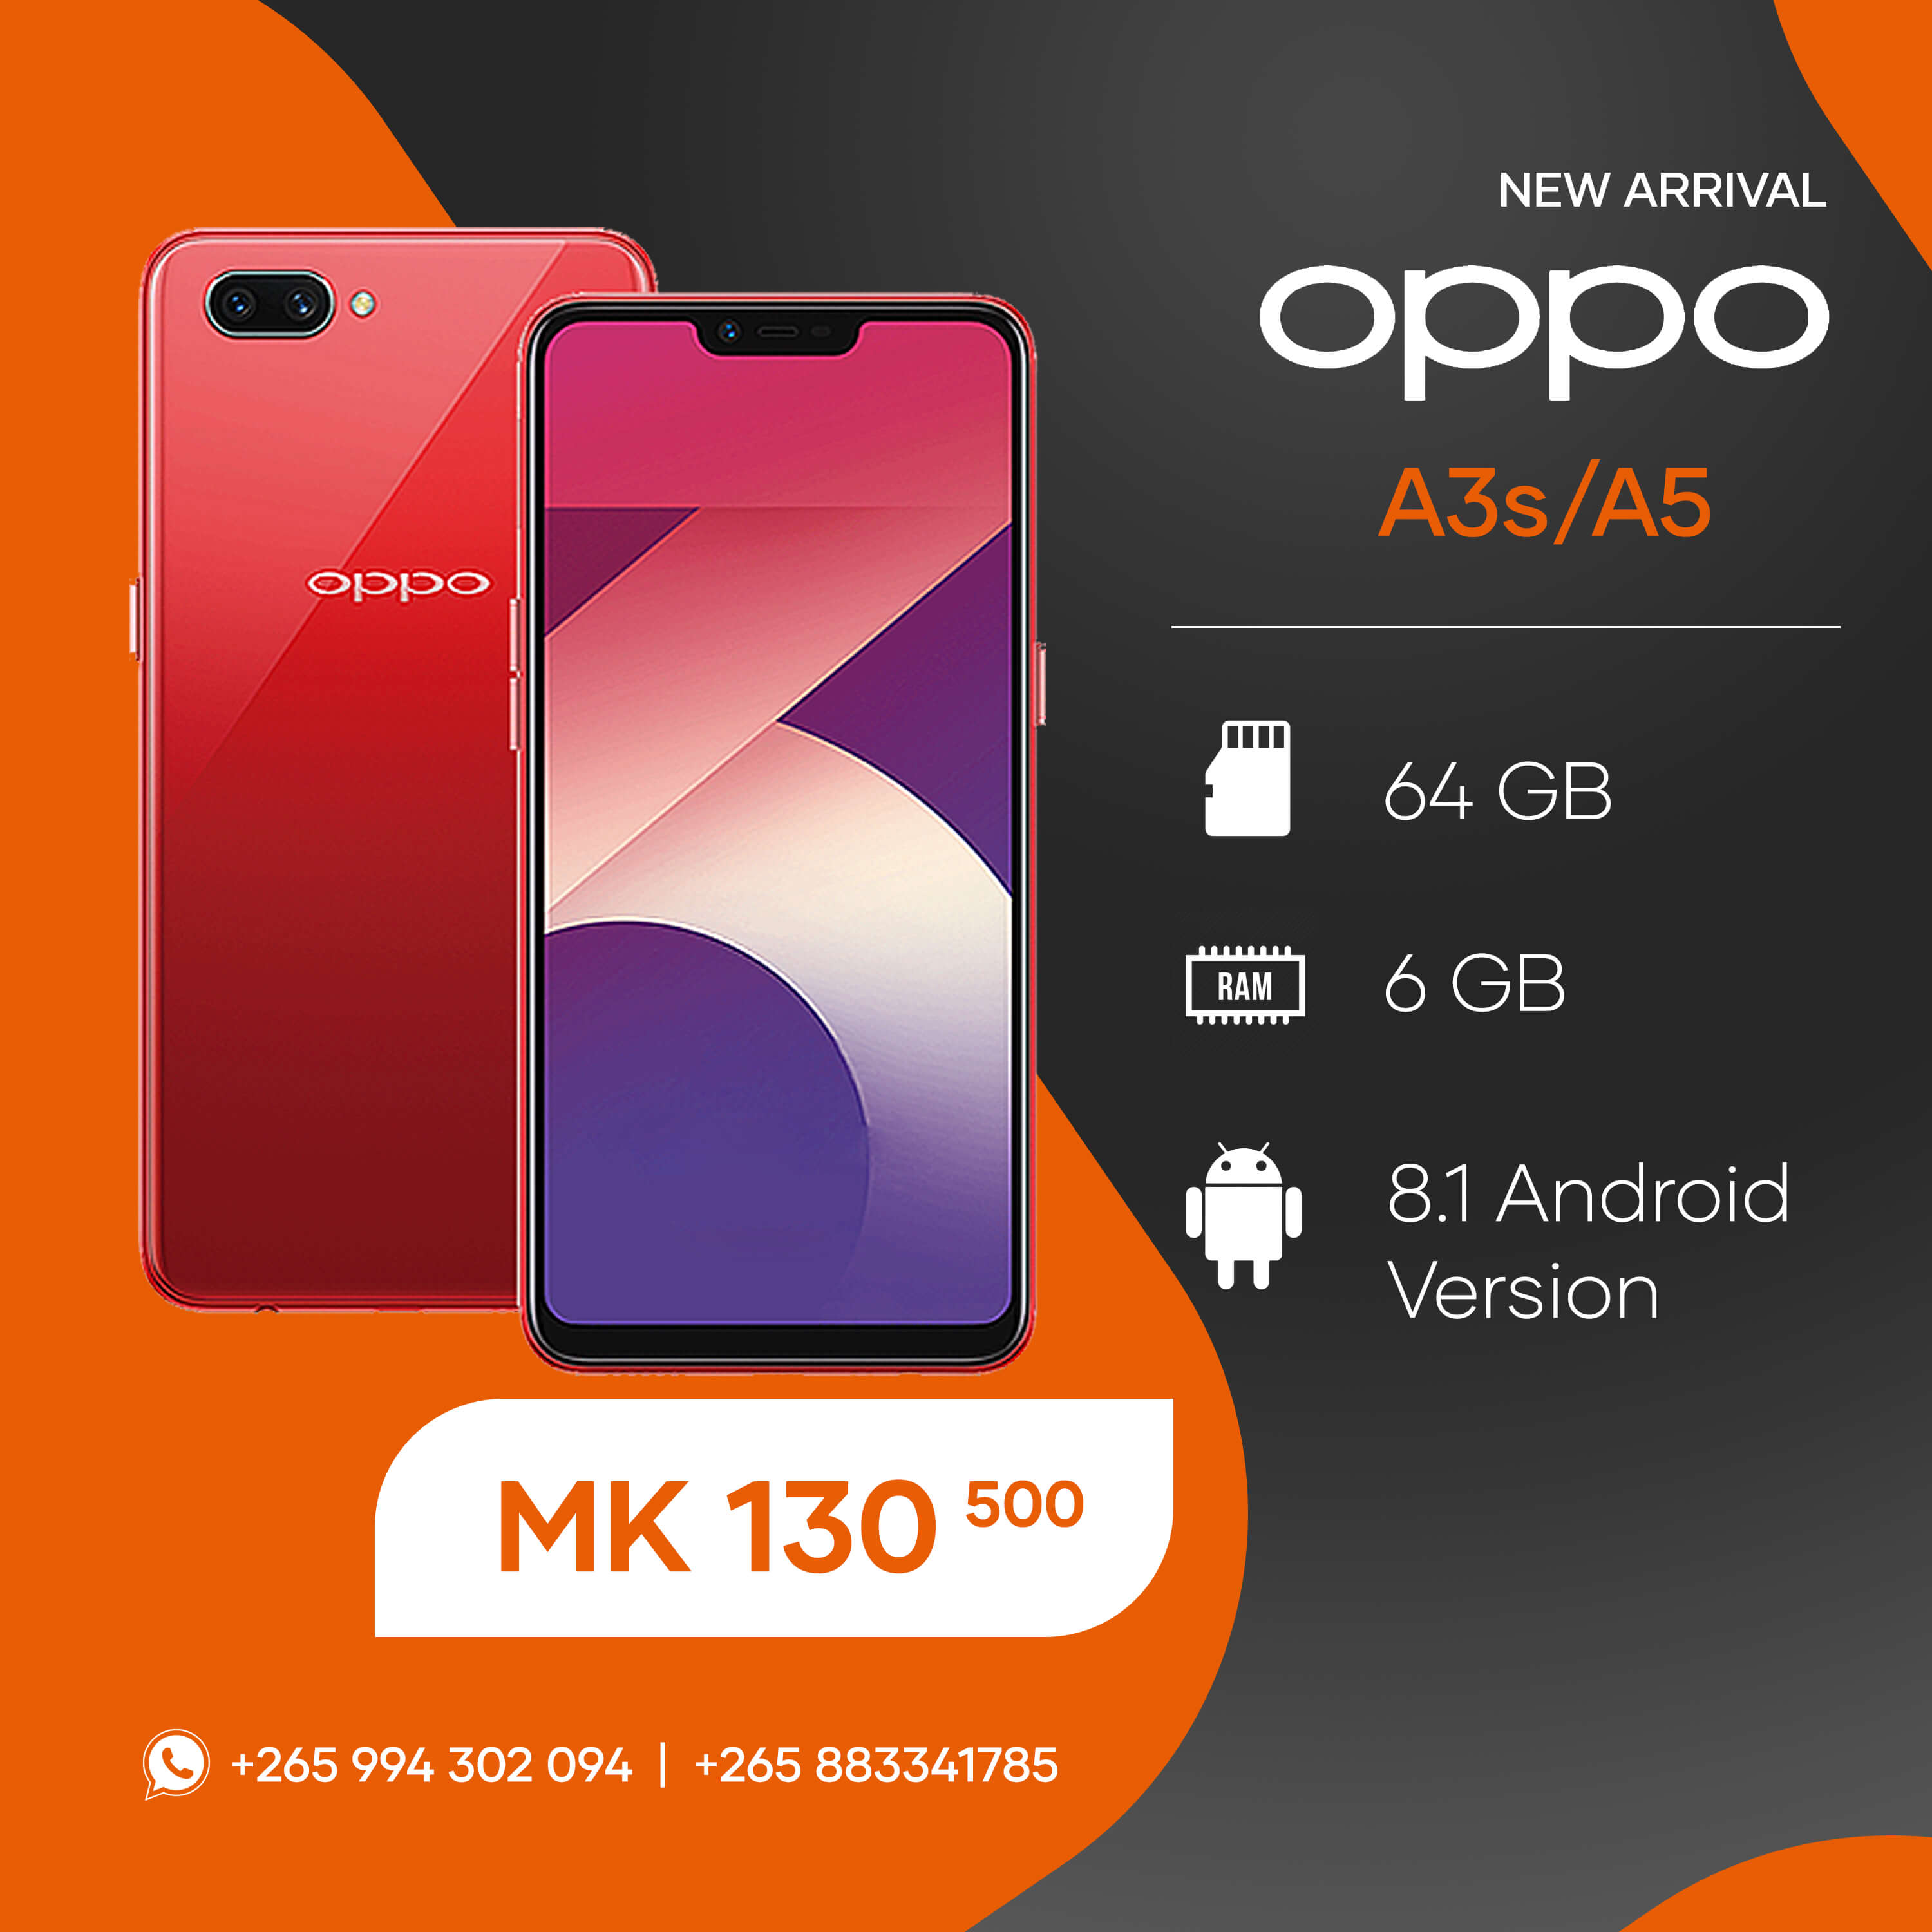 NEW ARRIVAL
oppo
A3s/A5
oppo
64 GB
RAM
6 GB
8.1 Android
Version
MK 130 500
+265 994 302 094 | +265 883341785